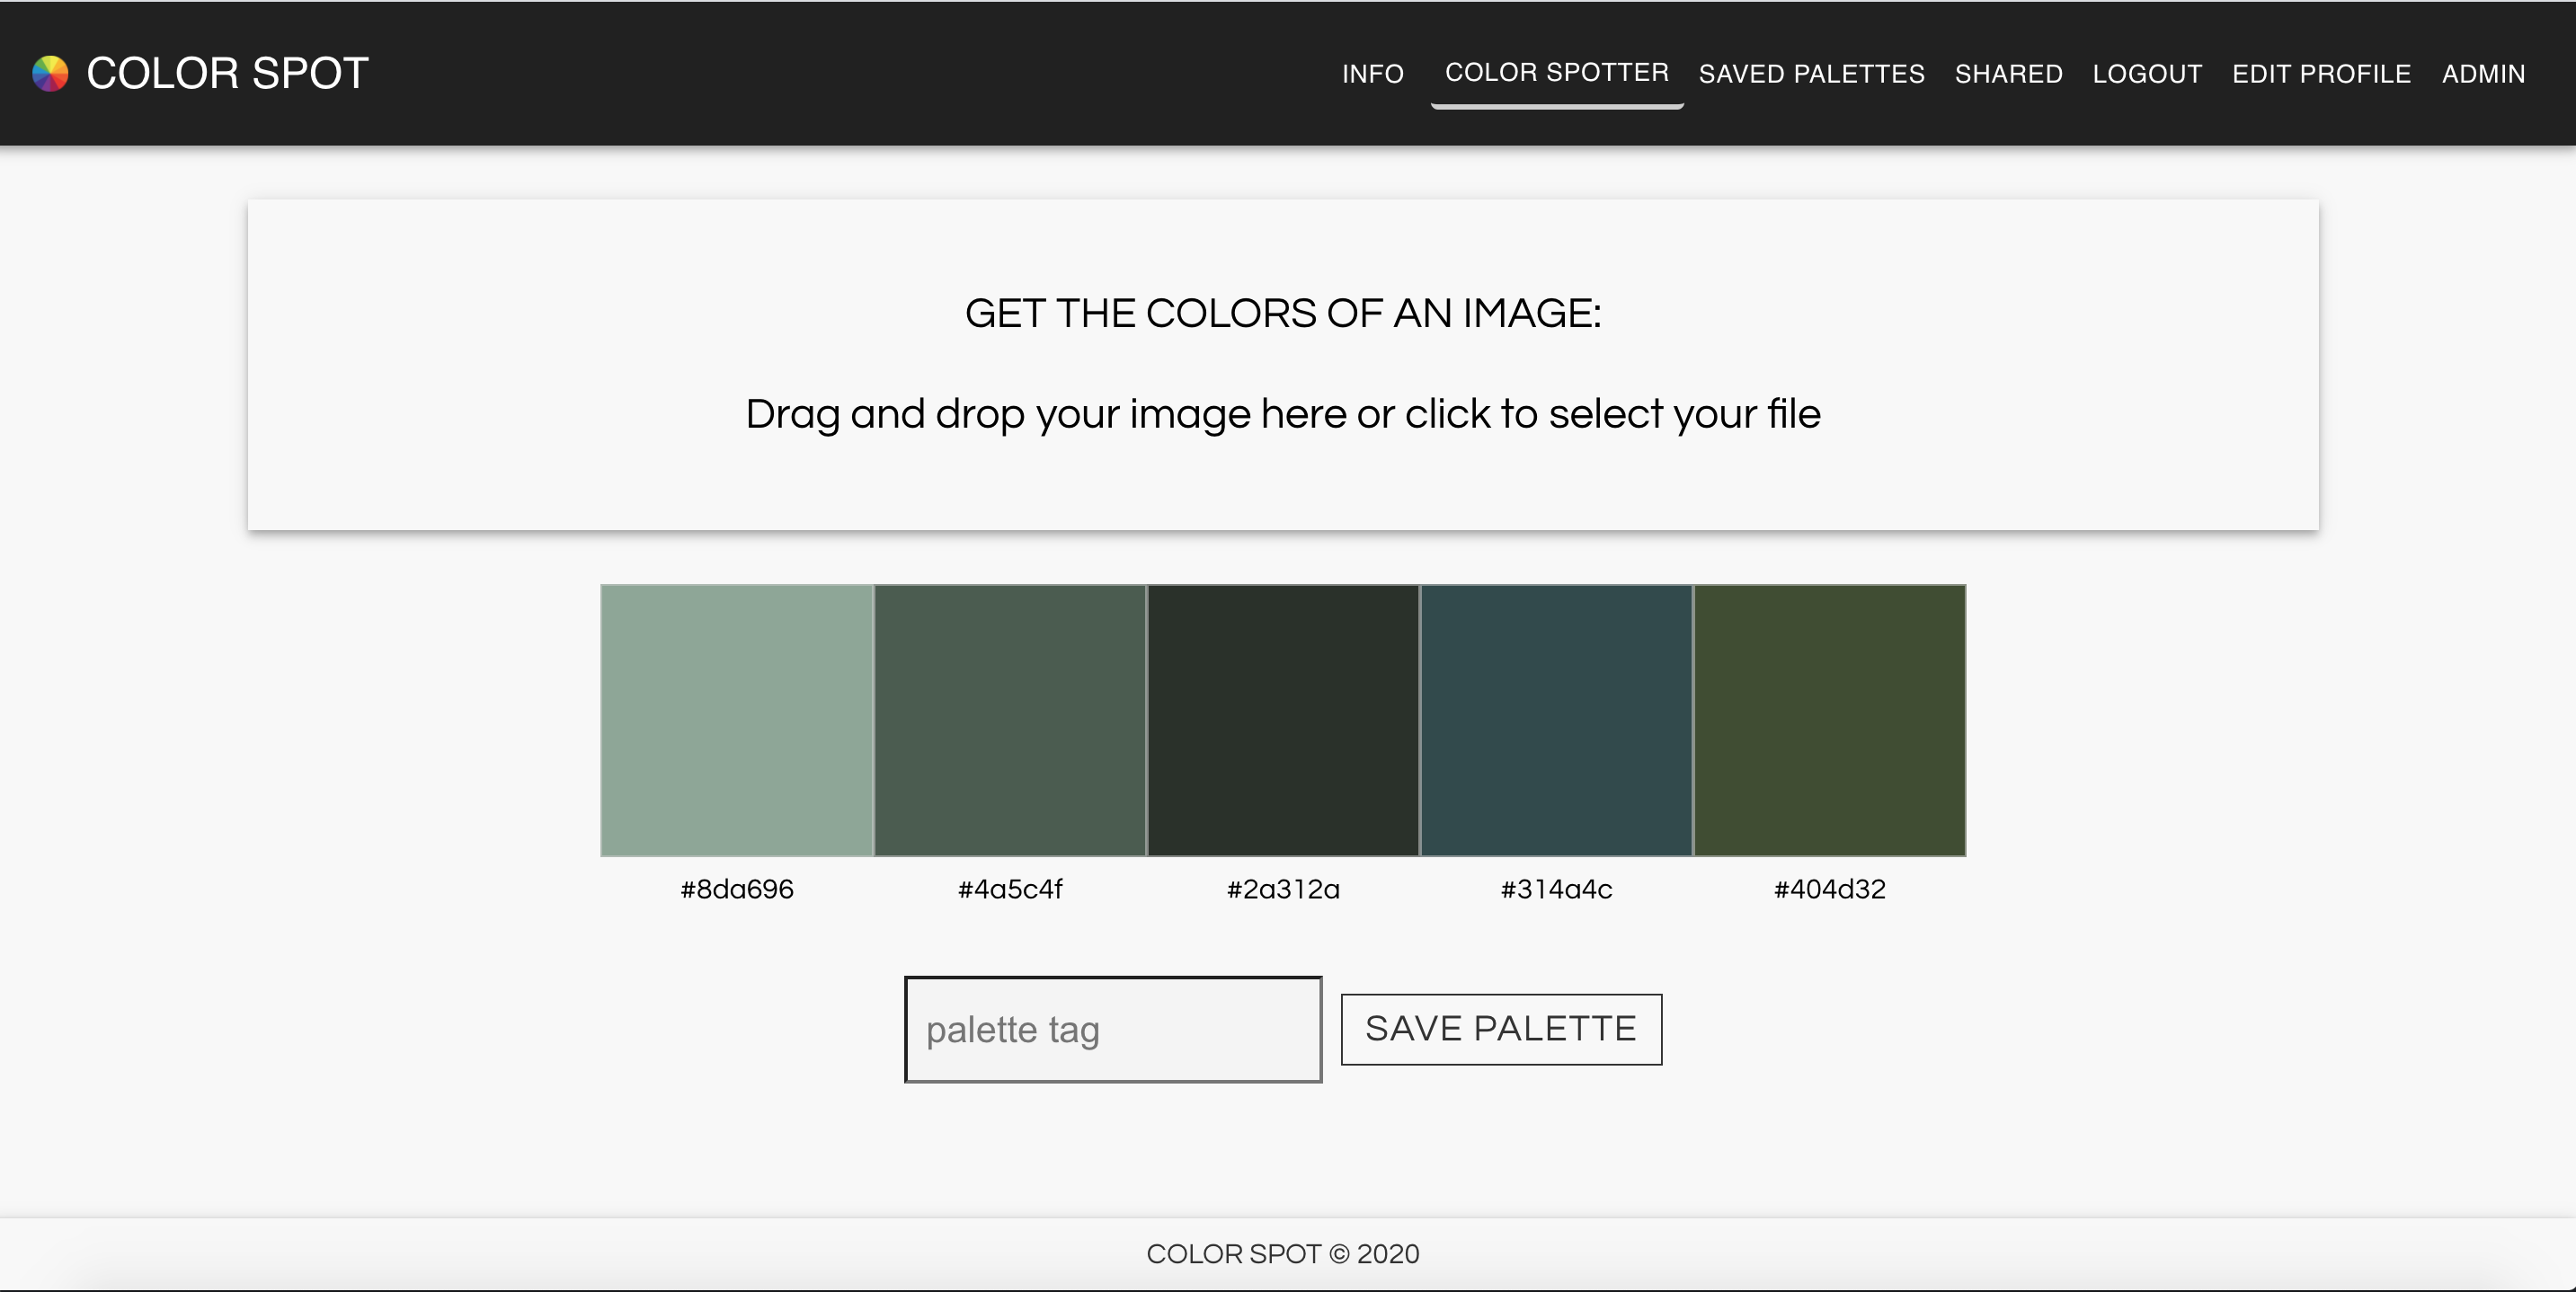 COLOR SPOT
INFO COLOR SPOTTER SAVED PALETTES SHARED LOGOUT EDIT PROFILE ADMIN
GET THE COLORS OF AN IMAGE:
Drag and drop your image here or click to select your file
#8da696 #4a5c4f #2a312a #314a4c #404d32
palette tag SAVE PALETTE
COLOR SPOT © 2020